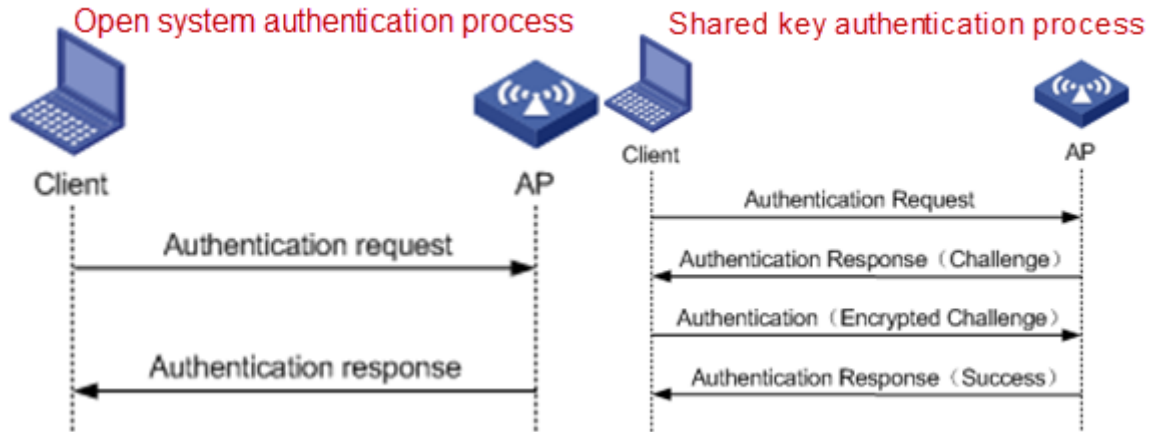 Open system authentication process
Client
AP
Authentication request
Authentication response
Shared key authentication process
Client
AP
Authentication Request
Authentication Response（Challenge）
Authentication（Encrypted Challenge）
Authentication Response（Success）